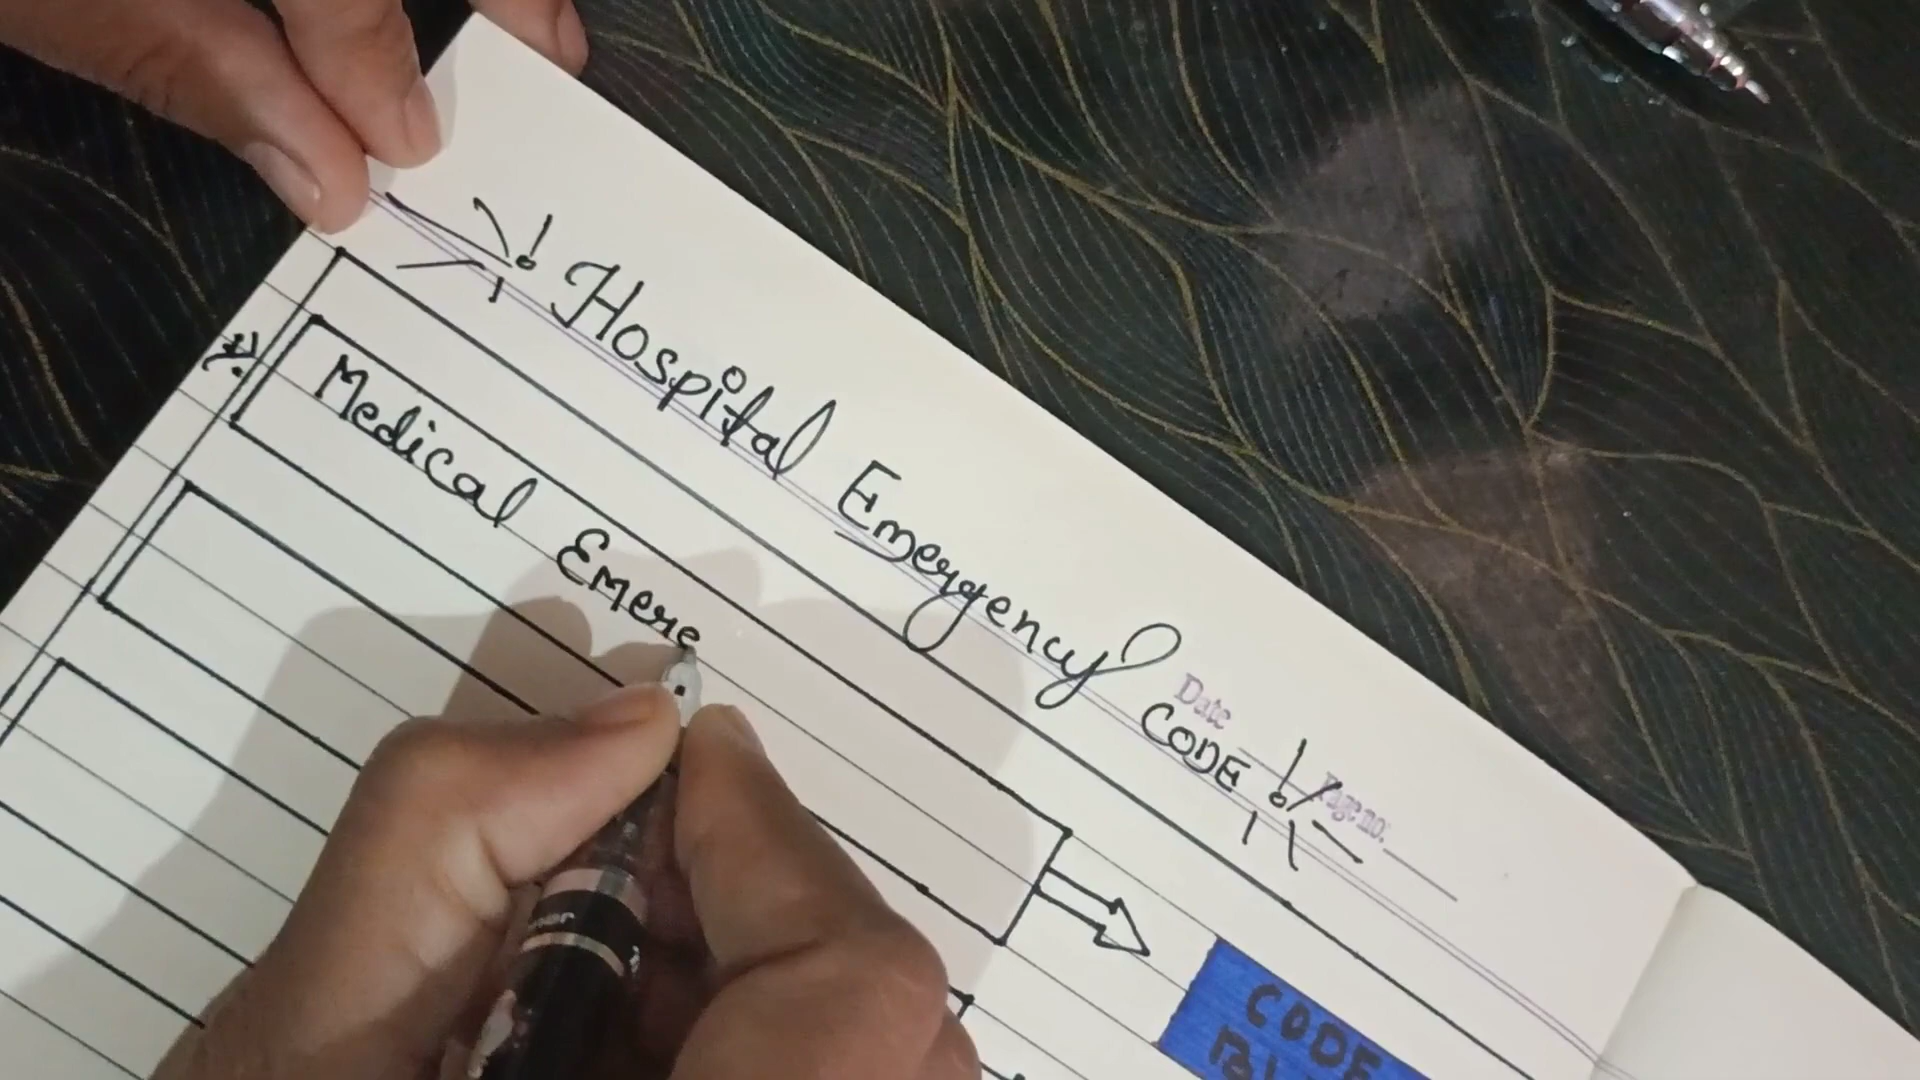 Hospital Emergency CODE
Date
Page no.
Medical Emere
CODE